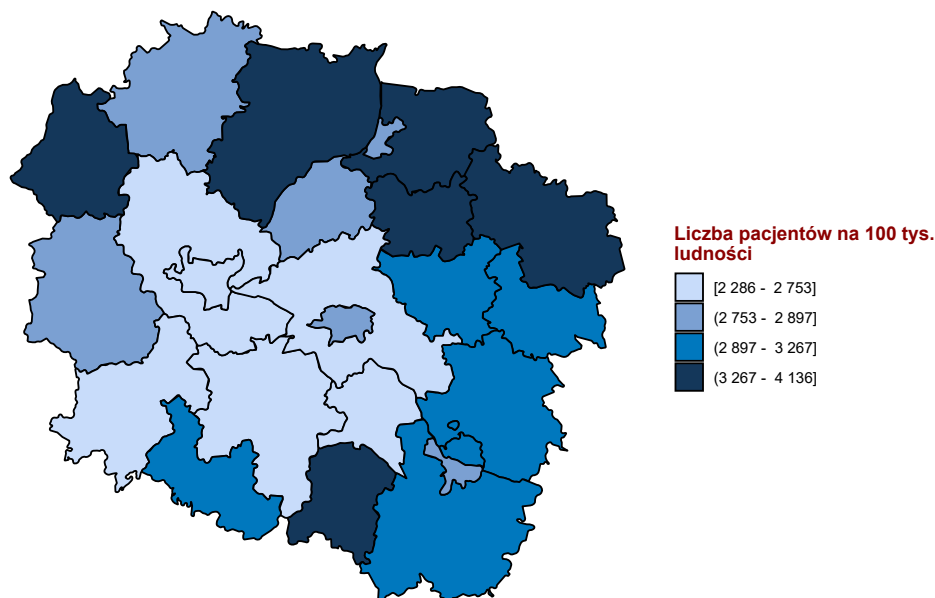 Liczba pacjentów na 100 tys.
ludności
[2 286 - 2 753]
(2 753 - 2 897]
(2 897 - 3 267]
(3 267 - 4 136]